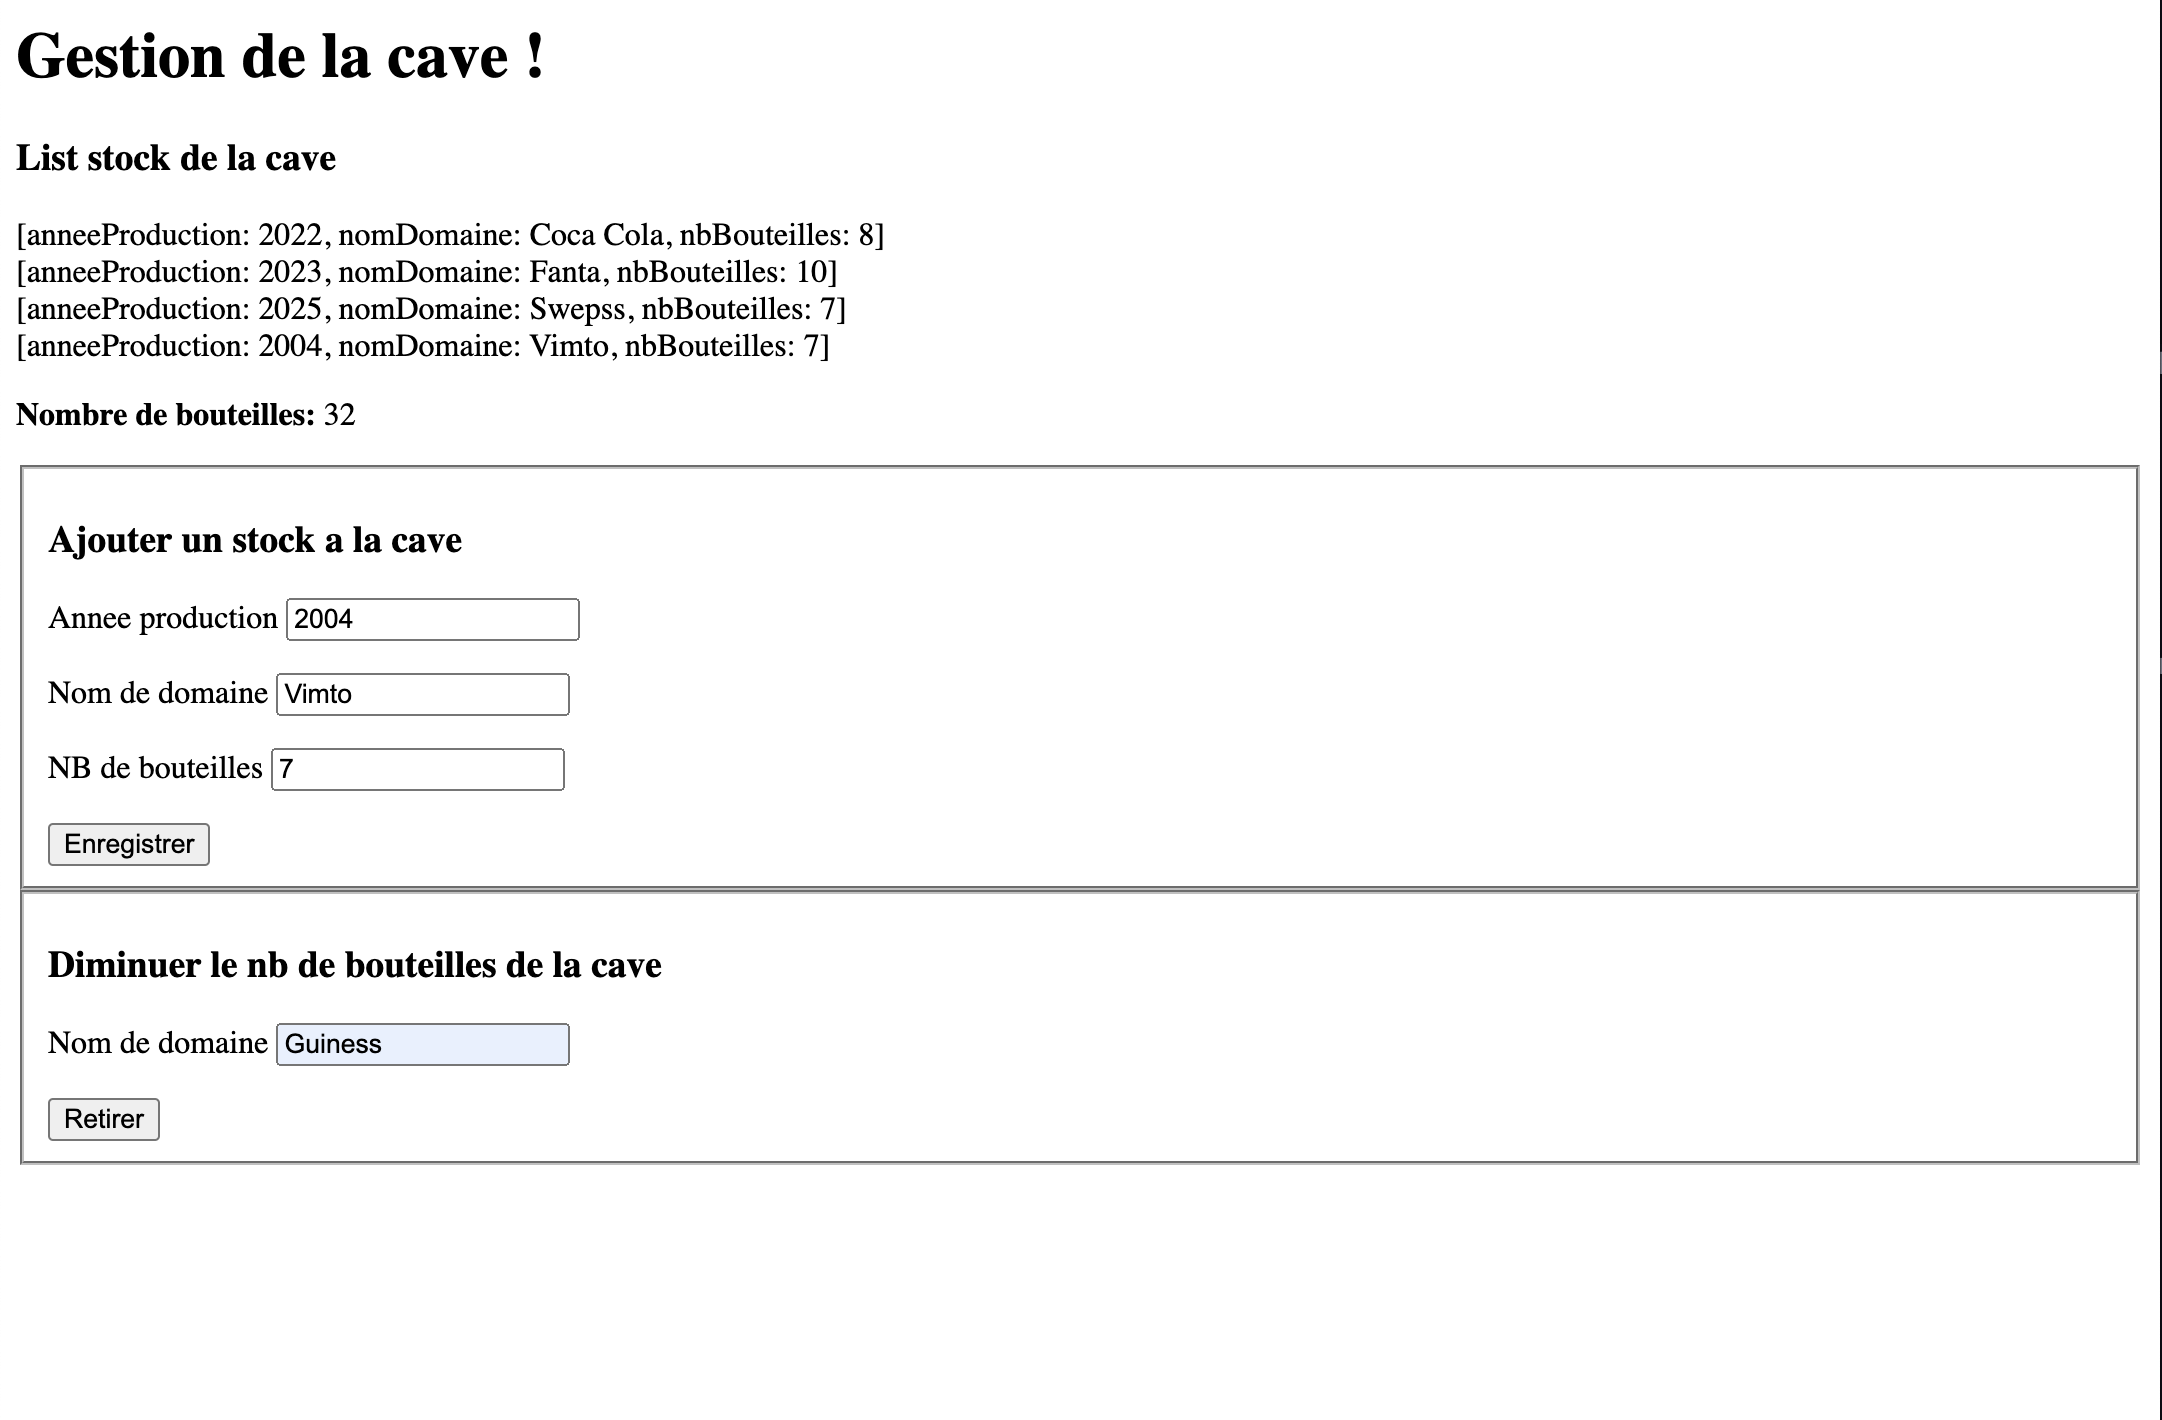 Gestion de la cave !
List stock de la cave
[anneeProduction: 2022, nomDomaine: Coca Cola, nbBouteilles: 8]
[anneeProduction: 2023, nomDomaine: Fanta, nbBouteilles: 10]
[anneeProduction: 2025, nomDomaine: Swepss, nbBouteilles: 7]
[anneeProduction: 2004, nomDomaine: Vimto, nbBouteilles: 7]
Nombre de bouteilles: 32
Ajouter un stock a la cave
Annee production 2004
Nom de domaine Vimto
NB de bouteilles 7
Enregistrer
Diminuer le nb de bouteilles de la cave
Nom de domaine Guiness
Retirer